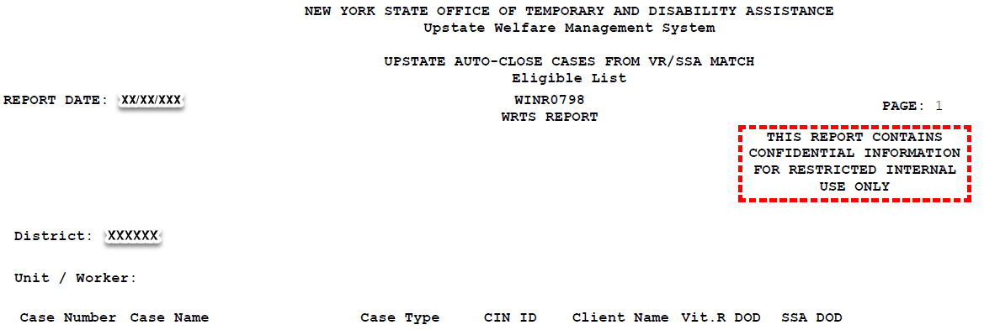 NEW YORK STATE OFFICE OF TEMPORARY AND DISABILITY ASSISTANCE
Upstate Welfare Management System
UPSTATE AUTO-CLOSE CASES FROM VR/SSA MATCH
Eligible List
REPORT DATE: XX/XX/XXX WINR0798 PAGE: 1
WRTS REPORT
THIS REPORT CONTAINS
CONFIDENTIAL INFORMATION
FOR RESTRICTED INTERNAL
USE ONLY
District: XXXXXX
Unit / Worker:
Case Number Case Name Case Type CIN ID Client Name Vit.R DOD SSA DOD